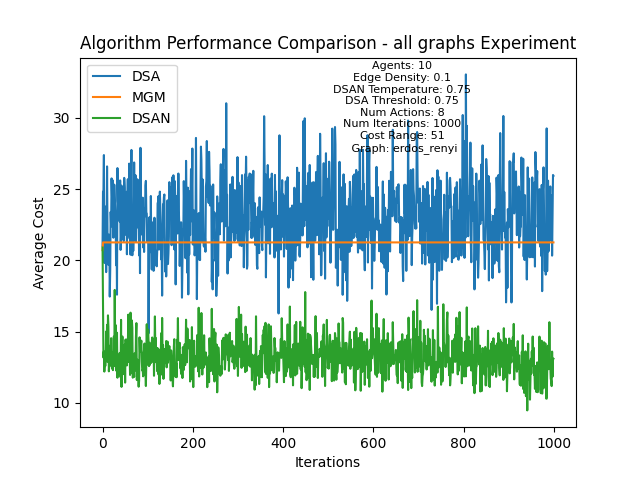 Algorithm Performance Comparison - all graphs Experiment
DSA
MGM
DSAN
Agents: 10
Edge Density: 0.1
DSAN Temperature: 0.75
DSA Threshold: 0.75
Num Actions: 8
Num Iterations: 1000
Cost Range: 51
Graph: erdos_renyi
Average Cost
30
25
20
15
10
0
200
400
600
800
1000
Iterations